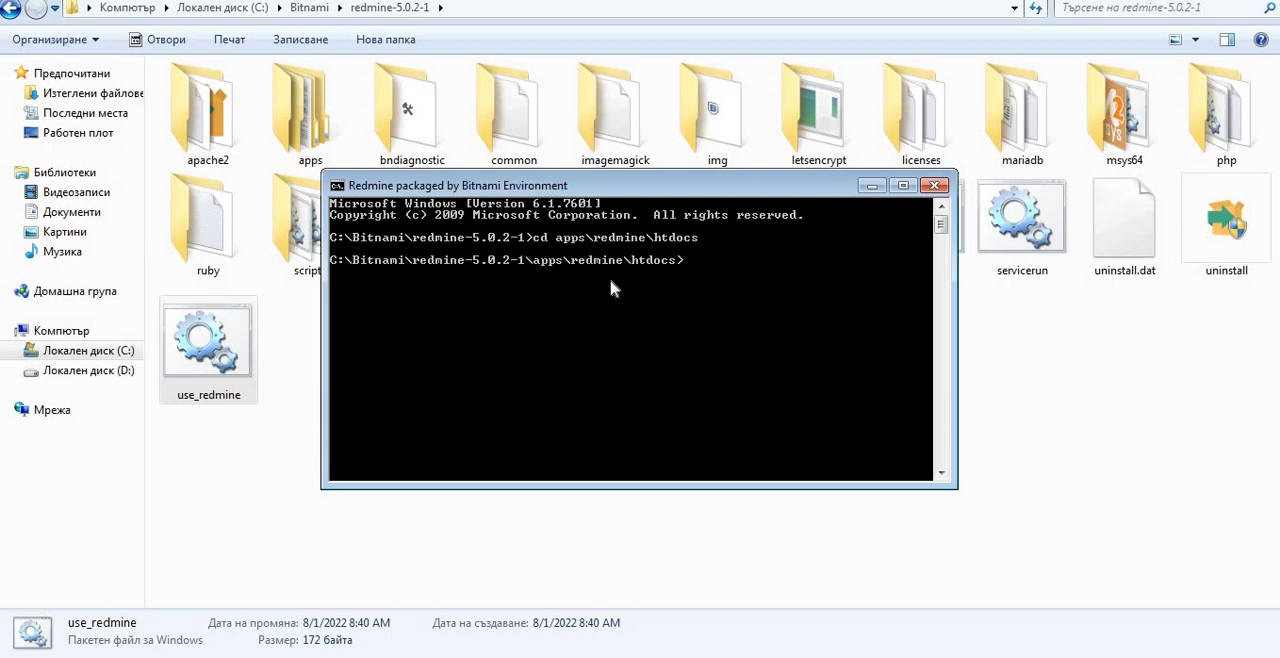 Компютър ▸ Локален диск (C:) ▸ Bitnami ▸ redmine-5.0.2-1 ▸
Търсене на redmine-5.0.2-1
Организиране Отвори Печат Записване Нова папка
Предпочитани
Изтеглени файлове
Последни места
Работен плот
Библиотеки
Видеозаписи
Документи
Картини
Музика
Домашна група
Компютър
Локален диск (C:)
Локален диск (D:)
Мрежа
apache2 apps bndiagnostic common imagemagick img letsencrypt licenses mariadb msys64 php
ruby script servicerun uninstall.dat uninstall
use_redmine
Redmine packaged by Bitnami Environment
Microsoft Windows [Version 6.1.7601]
Copyright (c) 2009 Microsoft Corporation.  All rights reserved.
C:\Bitnami\redmine-5.0.2-1>cd apps\redmine\htdocs
C:\Bitnami\redmine-5.0.2-1\apps\redmine\htdocs>
use_redmine Дата на промяна: 8/1/2022 8:40 AM Дата на създаване: 8/1/2022 8:40 AM
Пакетен файл за Windows Размер: 172 байта